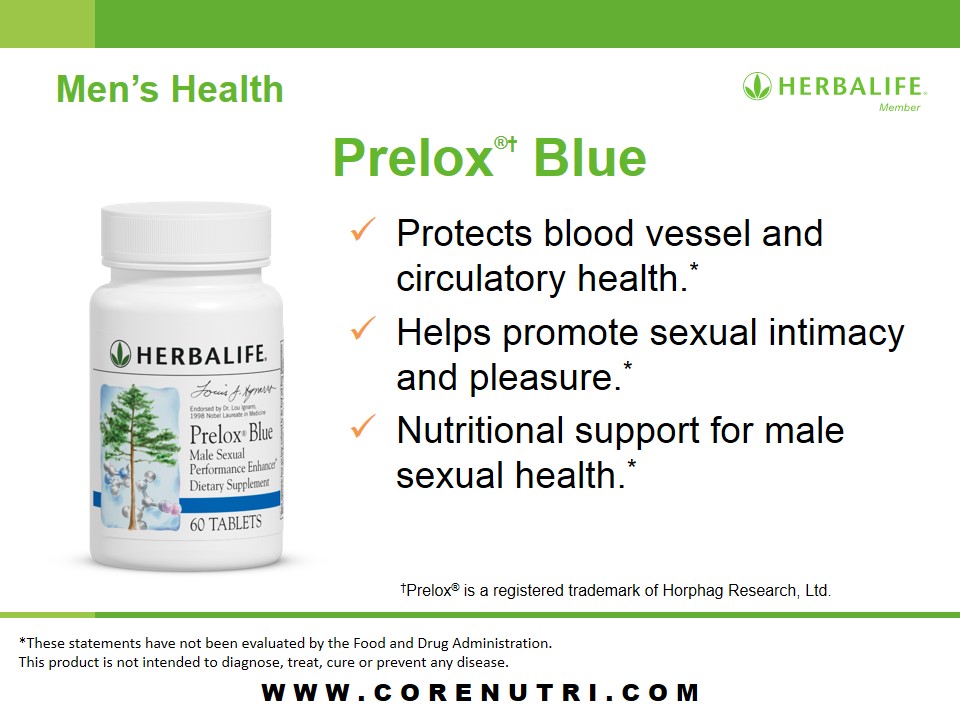 Men’s Health
HERBALIFE®
Member
Prelox®† Blue
✓ Protects blood vessel and
circulatory health.*
✓ Helps promote sexual intimacy
and pleasure.*
✓ Nutritional support for male
sexual health.*
HERBALIFE®
Louis J. Ignarro
Endorsed by Dr. Lou Ignarro,
1998 Nobel Laureate in Medicine
Prelox® Blue
Male Sexual
Performance Enhancer*
Dietary Supplement
60 TABLETS
†Prelox® is a registered trademark of Horphag Research, Ltd.
*These statements have not been evaluated by the Food and Drug Administration.
This product is not intended to diagnose, treat, cure or prevent any disease.
WWW.CORENUTRI.COM